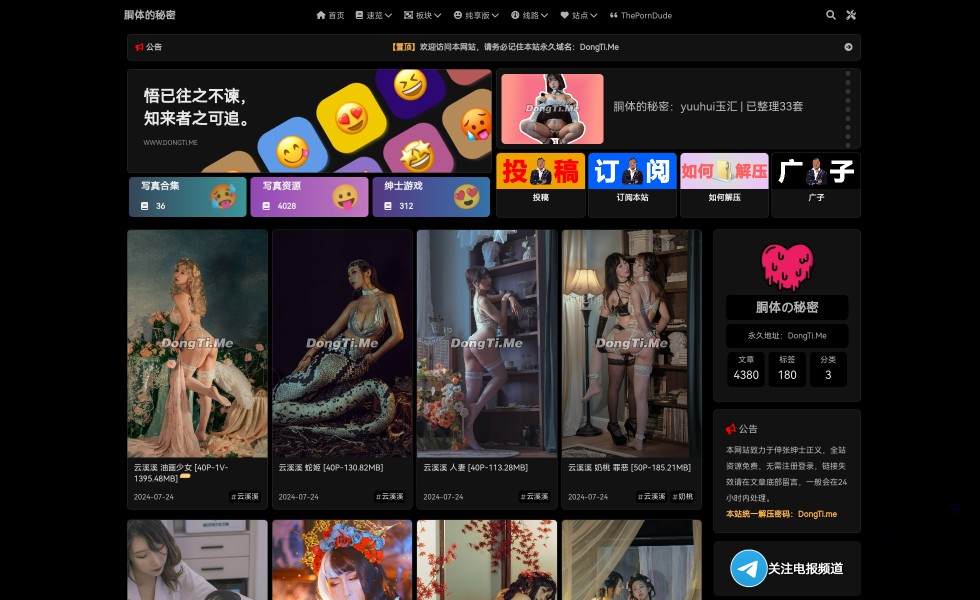 胴体的秘密
首页
速览
板块
纯享版
线路
站点
ThePornDude
公告
【置顶】欢迎访问本网站，请务必记住本站永久域名：DongTi.Me
悟已往之不谏，
知来者之可追。
WWW.DONGTI.ME
DongTi.Me
胴体的秘密：yuuhui玉汇 | 已整理33套
写真合集
36
写真资源
4028
绅士游戏
312
投稿
订阅
如何解压
广子
投稿
订阅本站
如何解压
广子
DongTi.Me
DongTi.Me
DongTi.Me
DongTi.Me
云溪溪 油画少女 [40P-1V-
1395.48MB]
2024-07-24
#云溪溪
云溪溪 蛇姬 [40P-130.82MB]
2024-07-24
#云溪溪
云溪溪 人妻 [40P-113.28MB]
2024-07-24
#云溪溪
云溪溪 奶桃 罪恶 [50P-185.21MB]
2024-07-24
#云溪溪 #奶桃
胴体の秘密
永久地址：DongTi.Me
文章
4380
标签
180
分类
3
公告
本网站致力于伸张绅士正义，全站
资源免费，无需注册登录，链接失
效请在文章底部留言，一般会在24
小时内处理。
本站统一解压密码：DongTi.me
关注电报频道